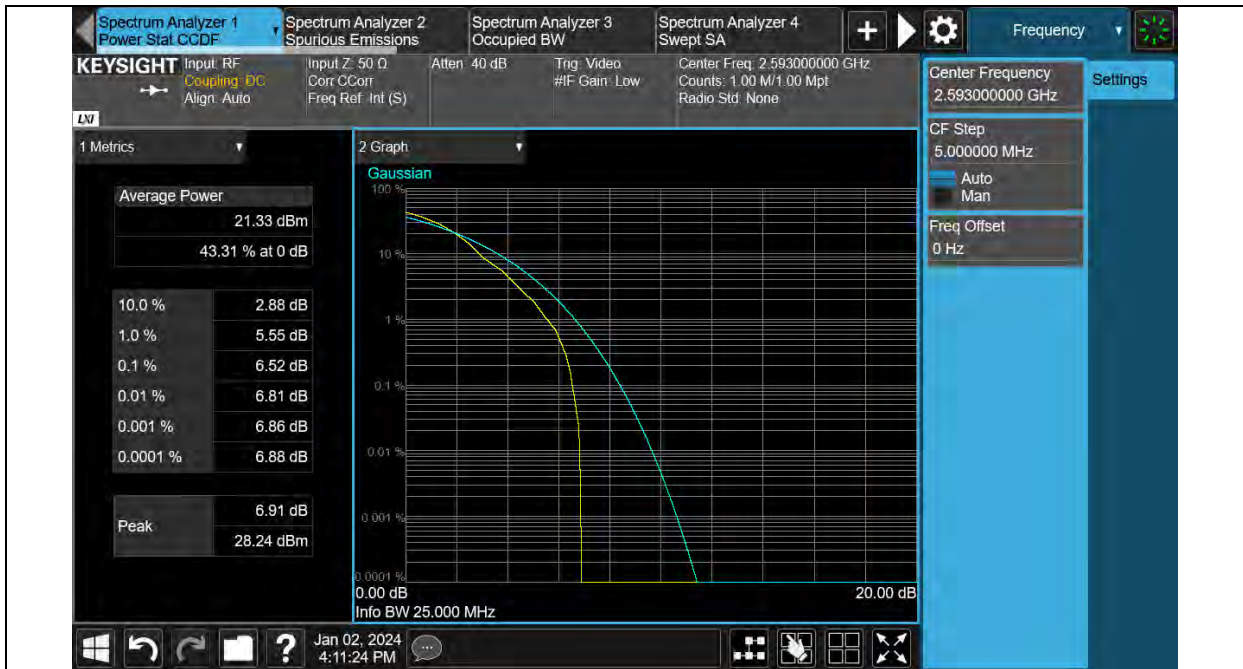 Spectrum Analyzer 1
Power Stat CCDF
Spectrum Analyzer 2
Spurious Emissions
Spectrum Analyzer 3
Occupied BW
Spectrum Analyzer 4
Swept SA
Frequency
KEYSIGHT
Input: RF
Coupling: DC
Align: Auto
Input Z: 50 Ω
Corr CCorr
Freq Ref: Int (S)
Atten: 40 dB
Trig: Video
#IF Gain: Low
Center Freq: 2.593000000 GHz
Counts: 1.00 M/1.00 Mpt
Radio Std: None
LXI
Center Frequency
2.593000000 GHz
Settings
CF Step
5.000000 MHz
Auto
Man
Freq Offset
0 Hz
1 Metrics
Average Power
21.33 dBm
43.31 % at 0 dB
10.0 % 2.88 dB
1.0 % 5.55 dB
0.1 % 6.52 dB
0.01 % 6.81 dB
0.001 % 6.86 dB
0.0001 % 6.88 dB
Peak
6.91 dB
28.24 dBm
2 Graph
Gaussian
100 %
10 %
1 %
0.1 %
0.01 %
0.001 %
0.0001 %
0.00 dB
20.00 dB
Info BW 25.000 MHz
?
Jan 02, 2024
4:11:24 PM